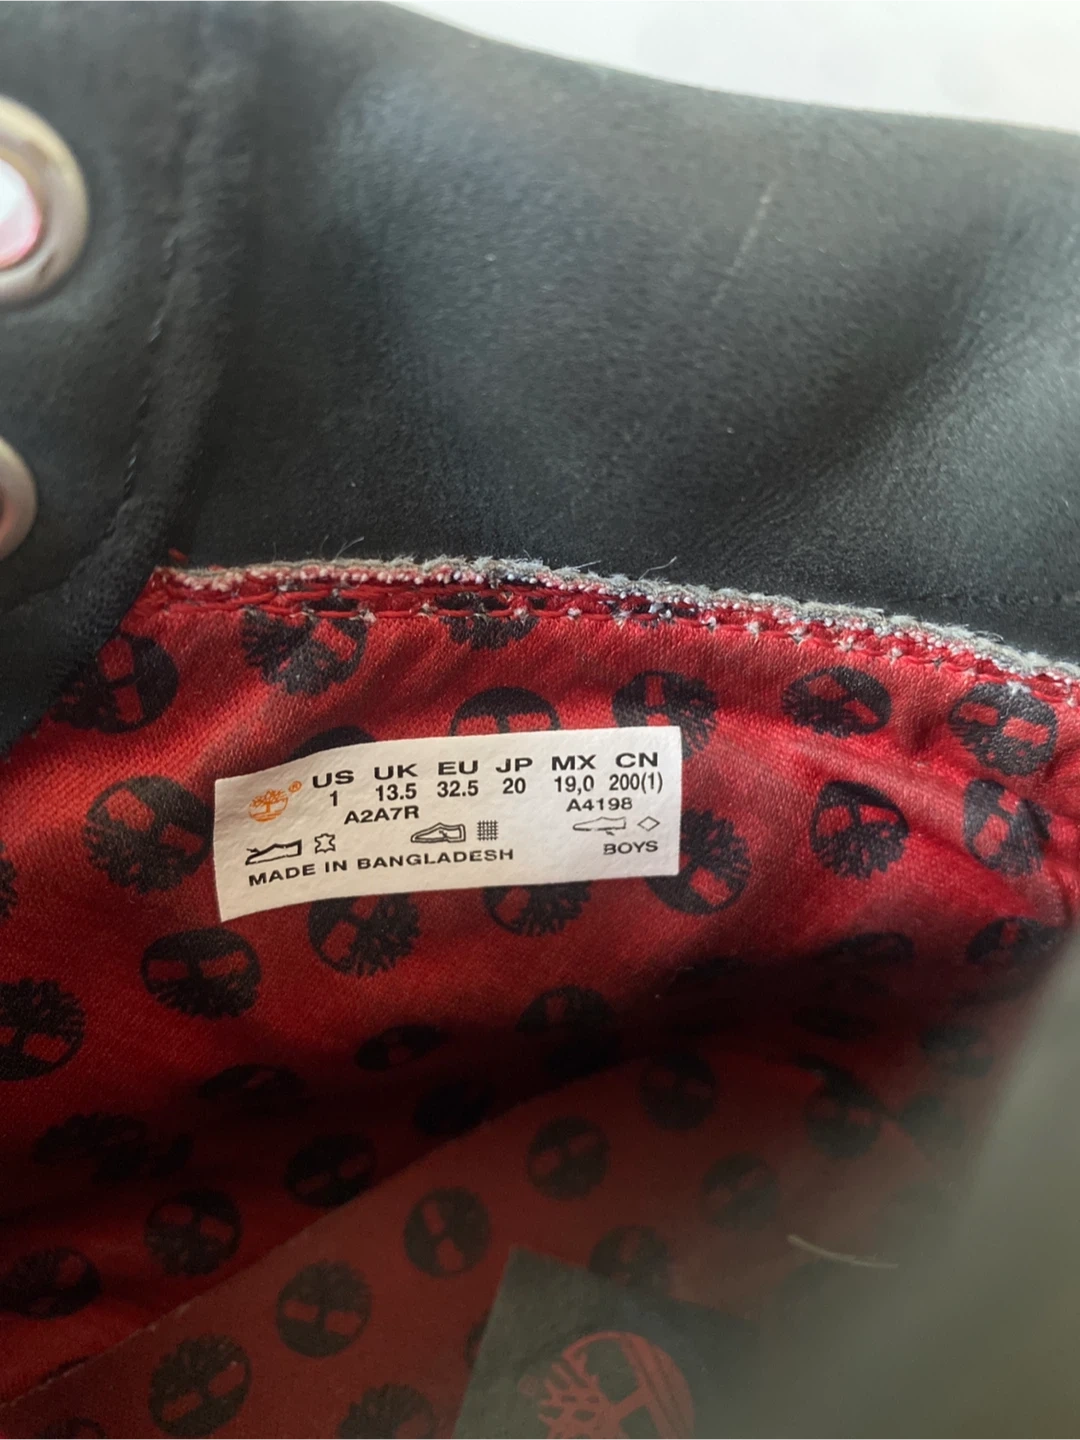 US UK EU JP MX CN
1 13.5 32.5 20 19,0 200(1)
A2A7R A4198
BOYS
MADE IN BANGLADESH